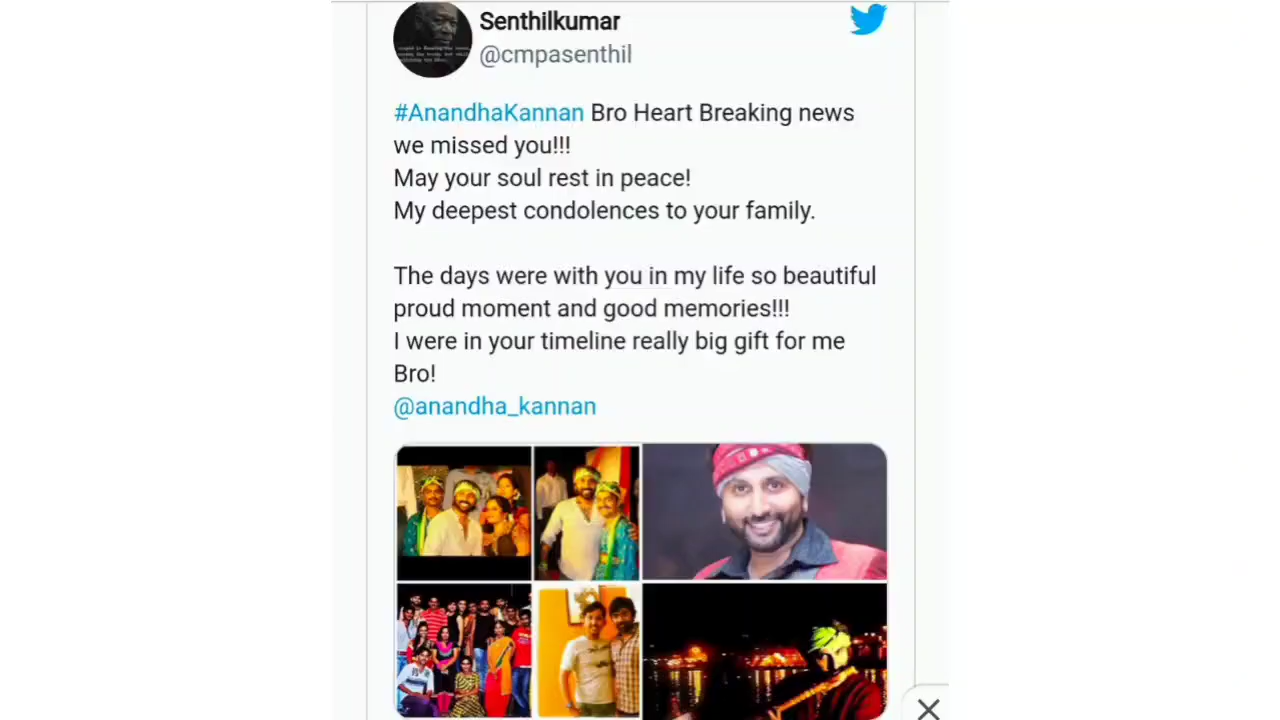 Senthilkumar
@cmpasenthil
#AnandhaKannan Bro Heart Breaking news
we missed you!!!
May your soul rest in peace!
My deepest condolences to your family.
The days were with you in my life so beautiful
proud moment and good memories!!!
I were in your timeline really big gift for me
Bro!
@anandha_kannan